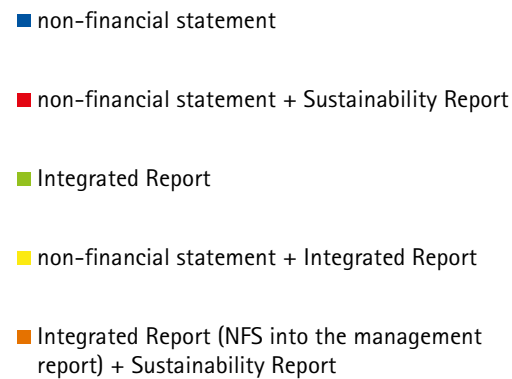 non-financial statement
non-financial statement + Sustainability Report
Integrated Report
non-financial statement + Integrated Report
Integrated Report (NFS into the management
report) + Sustainability Report